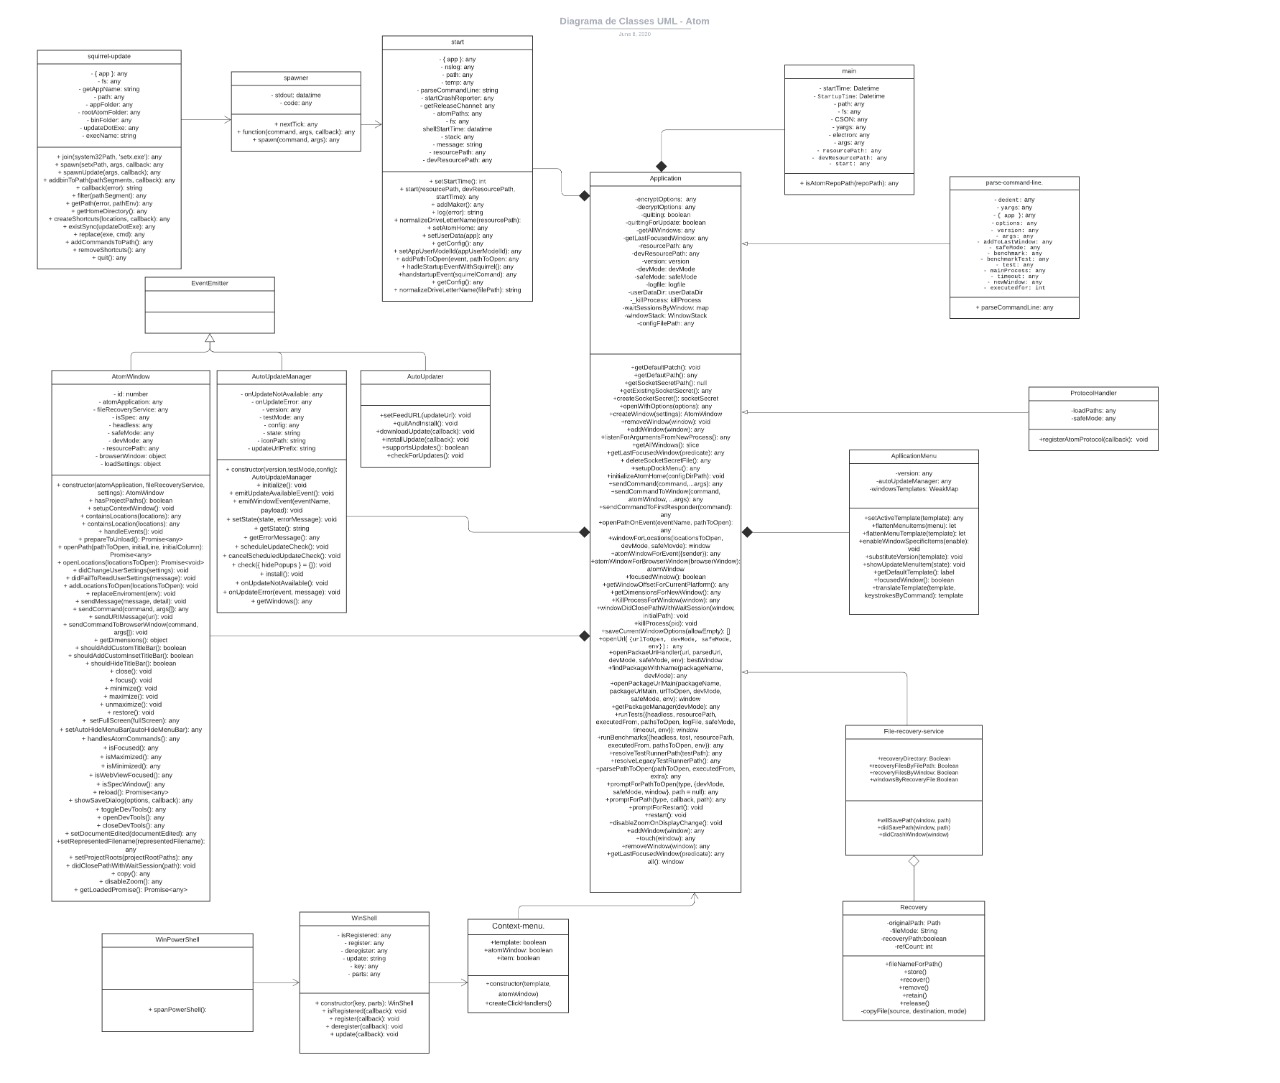 Diagrama de Classes UML - Atom
June 8, 2020
squirrel-update
- { app }: any
- fs: any
- getAppName: string
- path: any
- appFolder: any
- rootAtomFolder: any
- binFolder: any
- updateDotExe: any
- execName: string
+ join(system32Path, 'setx.exe'): any
+ spawn(setxPath, args, callback: any
+ spawnUpdate(args, callback): any
+ addbinToPath(pathSegments, callback): any
+ callback(error): string
+ filter(pathSegment): any
+ getPath(error, pathEnv): any
+ getHomeDirectory(): any
+ createShortcuts(locations, callback): any
+ existSync(updateDotExe): any
+ replace(exe, cmd): any
+ addCommandsToPath(): any
+ removeShortcuts(): any
+ quit(): any
spawner
- stdout: datatime
- code: any
+ nextTick: any
+ function(command, args, callback): any
+ spawn(command, args): any
start
- { app }: any
- nslog: any
- path: any
- temp: any
- parseCommandLine: string
- startCrashReporter: any
- getReleaseChannel: any
- atomPaths: any
- fs: any
shellStartTime: datatime
- stack: any
- message: string
- resourcePath: any
- devResourcePath: any
+ setStartTime(): int
+ start(resourcePath, devResourcePath,
startTime): any
+ addMaker(): any
+ log(error): string
+ normalizeDriveLetterName(resourcePath):
+ setAtomHome(): any
+ setUserData(app): any
+ getConfig(): any
+ setAppUserModelId(appUserModelId): any
+ addPathToOpen(event, pathToOpen): any
+ hadleStartupEventWithSquirrel(): any
+handstartupEvent(squirrelComand): any
+ getConfig(): any
+ normalizeDriveLetterName(filePath): string
main
- startTime: Datetime
- StartupTime: Datetime
- path: any
- fs: any
- CSON: any
- yargs: any
- electron: any
- args: any
- resourcePath: any
- devResourcePath: any
- start: any
+ isAtomRepoPath(repoPath): any
parse-command-line.
- dedent: any
- yargs: any
- { app }: any
- options: any
- version: any
- args: any
- addToLastWindow: any
- safeMode: any
- benchmark: any
- benchmarkTest: any
- test: any
- mainProcess: any
- timeout: any
- newWindow: any
- executedfor: int
+ parseCommandLine: any
Application
-encryptOptions: any
-decryptOptions: any
-quitting: boolean
-quittingForUpdate: boolean
-getAllWindows: any
-getLastFocusedWindow: any
-resourcePath: any
-devResourcePath: any
-version: version
-devMode: devMode
-safeMode: safeMode
-logfile: logfile
-userDataDir: userDataDir
-_killProcess: killProcess
-waitSessionsByWindow: map
-windowStack: WindowStack
-configFilePath: any
+getDefaultPatch(): void
+getDefautPath(): any
+getSocketSecretPath(): null
+getExistingSocketSecret(): any
+createSocketSecret(): socketSecret
+openWithOptions(options): any
+createWindow(settings): AtomWindow
+removeWindow(window): void
+addWindow(window): any
+listenForArgumentsFromNewProcess(): any
+getAllWindows(): slice
+getLastFocusedWindow(predicate): any
+ deleteSocketSecretFile(): any
+setupDockMenu(): any
+initializeAtomHome(configDirPath): void
+sendCommand(command,...args): any
+sendCommandToWindow(command,
atomWindow, ...args): any
+sendCommandToFirstResponder(command):
any
+openPathOnEvent(eventName, pathToOpen):
any
+windowForLocations(locationsToOpen,
devMode, safeMovde): window
+atomWindowForEvent({sender}): any
+atomWindowForBrowserWindow(browserWindow):
atomWindow
+focusedWindow(): boolean
+getWindowOffsetForCurrentPlatform(): any
+getDimensionsForNewWindow(): any
+KillProcessForWindow(window): any
+windowDidClosePathWithWaitSession(window,
initialPath): void
+killProcess(pio): void
+saveCurrentWindowOptions(allowEmpty): []
+openUrl( {urlToOpen, devMode, safeMode,
env}): any
+openPackaeUrlHandler(url, parsedUrl,
devMode, safeMode, env): bestWindow
+findPackageWithName(packageName,
devMode): any
+openPackageUrlMain(packageName,
packageUrlMain, urlToOpen, devMode,
safeMode, env): window
+getPackageManager(devMode): any
+runTests({headless, resourcePath,
executedFrom, pathsToOpen, logFile, safeMode,
timeout, env}): window
+runBenchmarks({headless, test, resourcePath,
executedFrom, pathsToOpen, env}): any
+resolveTestRunnerPath(testPath): any
+resolveLegacyTestRunnerPath(): any
+parsePathToOpen(pathToOpen, executedFrom,
extra): any
+promptForPathToOpen(type, {devMode,
safeMode, window}, path = null): any
+prompForPath(type, callback, path): any
+promptForRestart(): void
+restart(): void
+disableZoomOnDisplayChange(): void
+addWindow(window): any
+touch(window): any
+removeWindow(window): any
+getLastFocusedWindow(predicate): any
all(): window
EventEmitter
AtomWindow
- id: number
- atomApplication: any
- fileRecoveryService: any
- isSpec: any
- headless: any
- safeMode: any
- devMode: any
- resourcePath: any
- browserWindow: object
- loadSettings: object
+ constructor(atomApplication, fileRecoveryService,
settings): AtomWindow
+ hasProjectPaths(): boolean
+ setupContextWindow(): void
+ containsLocations(locations): any
+ containsLocation(locations): any
+ handleEvents(): void
+ prepareToUnload(): Promise<any>
+ openPath(pathToOpen, initialLine, initialColumn):
Promise<any>
+ openLocations(locationsToOpen): Promise<void>
+ didChangeUserSettings(settings): void
+ didFailToReadUserSettings(message): void
+ addLocationsToOpen(locationsToOpen): void
+ replaceEnviroment(env): void
+ sendMessage(message, detail): void
+ sendCommand(command, args[]): void
+ sendURIMessage(uri): void
+ sendCommandToBrowserWindow(command,
args[]): void
+ getDimensions(): object
+ shouldAddCustomTitleBar(): boolean
+ shouldAddCustomInsetTitleBar(): boolean
+ shouldHideTitleBar(): boolean
+ close(): void
+ focus(): void
+ minimize(): void
+ maximize(): void
+ unmaximize(): void
+ restore(): void
+ setFullScreen(fullScreen): any
+ setAutoHideMenuBar(autoHideMenuBar): any
+ handlesAtomCommands(): any
+ isFocused(): any
+ isMaximized(): any
+ isMinimized(): any
+ isWebViewFocused(): any
+ isSpecWindow(): any
+ reload(): Promise<any>
+ showSaveDialog(options, callback): any
+ toggleDevTools(): any
+ openDevTools(): any
+ closeDevTools(): any
+ setDocumentEdited(documentEdited): any
+setRepresentedFilename(representedFilename):
any
+ setProjectRoots(projectRootPaths): any
+ didClosePathWithWaitSession(path): void
+ copy(): any
+ disableZoom(): any
+ getLoadedPromise(): Promise<any>
AutoUpdateManager
- onUpdateNotAvailable: any
- onUpdateError: any
- version: any
- testMode: any
- config: any
- state: string
- iconPath: string
- updateUrlPrefix: string
+ constructor(version,testMode,config):
AutoUpdateManager
+ initialize(): void
+ emitUpdateAvailableEvent(): void
+ emitWindowEvent(eventName,
payload): void
+ setState(state, errorMessage): void
+ getState(): string
+ getErrorMessage(): any
+ scheduleUpdateCheck(): void
+ cancelScheduledUpdateCheck(): void
+ check({ hidePopups } = {}): void
+ install(): void
+ onUpdateNotAvailable(): void
+ onUpdateError(event, message): void
+ getWindows(): any
AutoUpdater
+setFeedURL(updateUrl): void
+quitAndInstall(): void
+downloadUpdate(callback): void
+installUpdate(callback): void
+supportsUpdates(): boolean
+checkForUpdates(): void
ProtocolHandler
-loadPaths: any
-safeMode: any
+registerAtomProtocol(callback): void
ApllicationMenu
-version: any
-autoUpdateManager: any
-windowsTemplates: WeakMap
+setActiveTemplate(template): any
+flattenMenuItems(menu): let
+flattenMenuTemplate(template): let
+enableWindowSpecificItems(enable):
void
+substituteVersion(template): void
+showUpdateMenuItem(state): void
+getDefaultTemplate(): label
+focusedWindow(): boolean
+translateTemplate(template,
keystrokesByCommand): template
File-recovery-service
+recoveryDirectory: Boolean
+recoveryFilesByFilePath: Boolean
+recoveryFilesByWindow: Boolean
+windowsByRecoveryFile:Boolean
+willSavePath(window, path)
+didSavePath(window, path)
+didCrashWindow(window)
Recovery
-originalPath: Path
-fileMode: String
-recoveryPath:boolean
-refCount: int
+fileNameForPath()
+store()
+recover()
+remove()
+retain()
+release()
-copyFile(source, destination, mode)
WinPowerShell
+ spanPowerShell():
WinShell
- isRegistered: any
- register: any
- deregister: any
- update: string
- key: any
- parts: any
+ constructor(key, parts): WinShell
+ isRegistered(callback): void
+ register(callback): void
+ deregister(callback): void
+ update(callback): void
Context-menu.
+template: boolean
+atomWindow: boolean
+item: boolean
+constructor(template,
atomWindow)
+createClickHandlers()